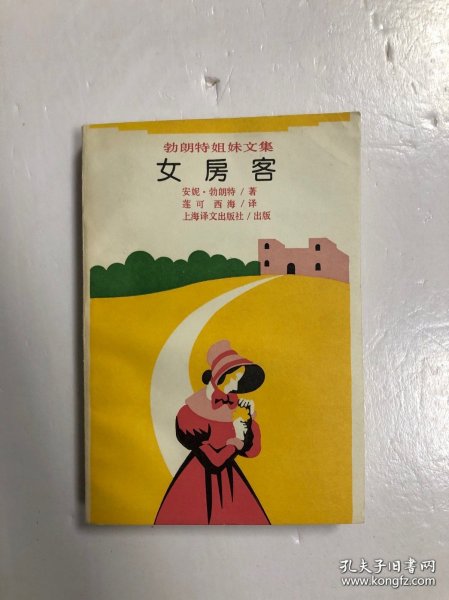 勃朗特姐妹文集
女房客
安妮·勃朗特/著
莲可 西海/译
上海译文出版社/出版
孔夫子旧书网
www.kongfz.com